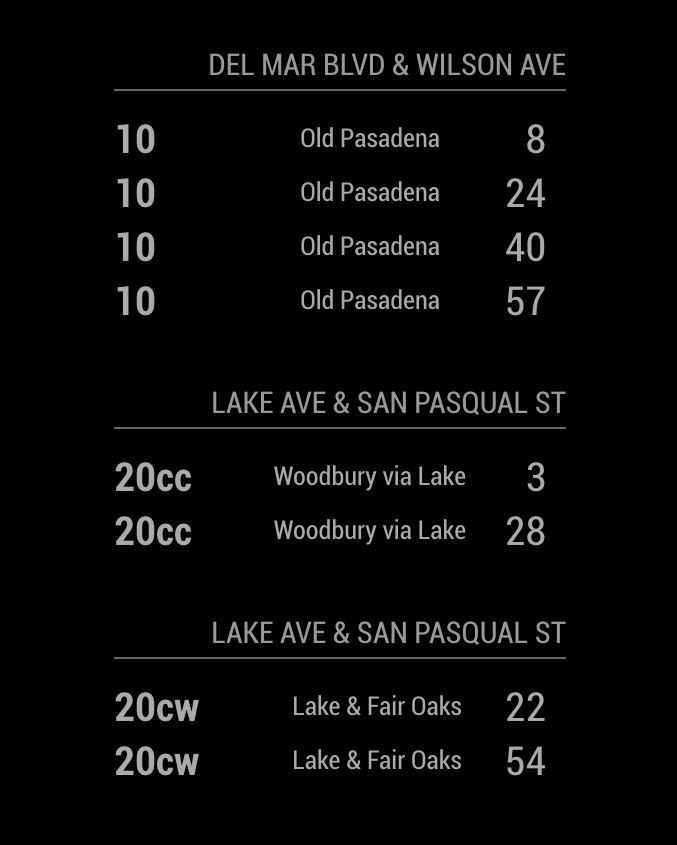 DEL MAR BLVD & WILSON AVE
10 Old Pasadena 8
10 Old Pasadena 24
10 Old Pasadena 40
10 Old Pasadena 57
LAKE AVE & SAN PASQUAL ST
20cc Woodbury via Lake 3
20cc Woodbury via Lake 28
LAKE AVE & SAN PASQUAL ST
20cw Lake & Fair Oaks 22
20cw Lake & Fair Oaks 54